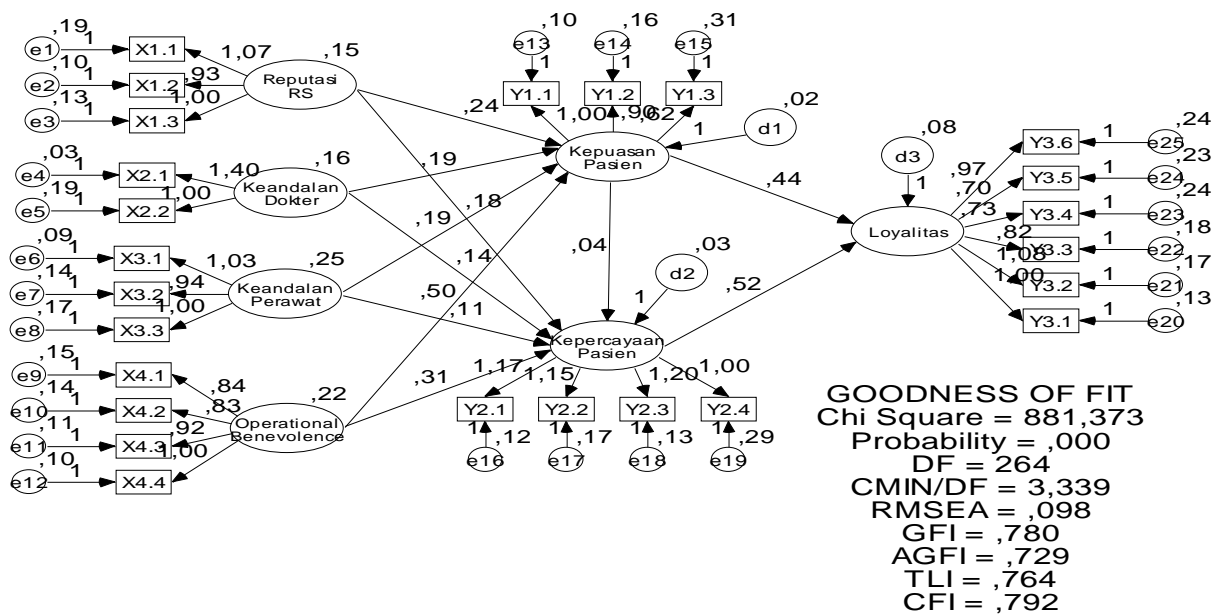 ,19
e1
1
X1.1
1,07
,15
Reputasi
RS
,10
e2
1
X1.2
,93
,13
e3
1
X1.3
1,00
,03
e4
1
X2.1
1,40
,16
Keandalan
Dokter
,19
e5
1
X2.2
1,00
,09
e6
1
X3.1
1,03
,25
Keandalan
Perawat
,14
e7
1
X3.2
,94
,17
e8
1
X3.3
1,00
,15
e9
1
X4.1
,84
,22
Operational
Benevolence
,14
e10
1
X4.2
,83
,11
e11
1
X4.3
,92
,10
e12
1
X4.4
1,00
,10
,16
,31
e13
e14
e15
1
1
1
Y1.1
Y1.2
Y1.3
1,00
,90
,62
,02
d1
1
Kepuasan
Pasien
,24
,19
,18
,19
,14
,50
,11
,31
,04
,44
,52
,03
d2
1
Kepercayaan
Pasien
1,17
1,15
1,20
1,00
Y2.1
Y2.2
Y2.3
Y2.4
1
,12
1
,17
1
,13
1
,29
e16
e17
e18
e19
,08
d3
1
Loyalitas
,97
,70
,73
,82
1,08
1,00
Y3.6
1
,24
e25
Y3.5
1
,23
e24
Y3.4
1
,24
e23
Y3.3
1
,18
e22
Y3.2
1
,17
e21
Y3.1
1
,13
e20
GOODNESS OF FIT
Chi Square = 881,373
Probability = ,000
DF = 264
CMIN/DF = 3,339
RMSEA = ,098
GFI = ,780
AGFI = ,729
TLI = ,764
CFI = ,792